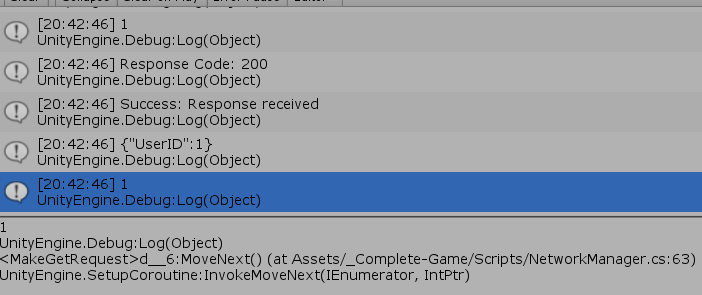 [20:42:46] 1
UnityEngine.Debug:Log(Object)
[20:42:46] Response Code: 200
UnityEngine.Debug:Log(Object)
[20:42:46] Success: Response received
UnityEngine.Debug:Log(Object)
[20:42:46] {"UserID":1}
UnityEngine.Debug:Log(Object)
[20:42:46] 1
UnityEngine.Debug:Log(Object)
1
UnityEngine.Debug:Log(Object)
<MakeGetRequest>d__6:MoveNext() (at Assets/_Complete-Game/Scripts/NetworkManager.cs:63)
UnityEngine.SetupCoroutine:InvokeMoveNext(IEnumerator, IntPtr)